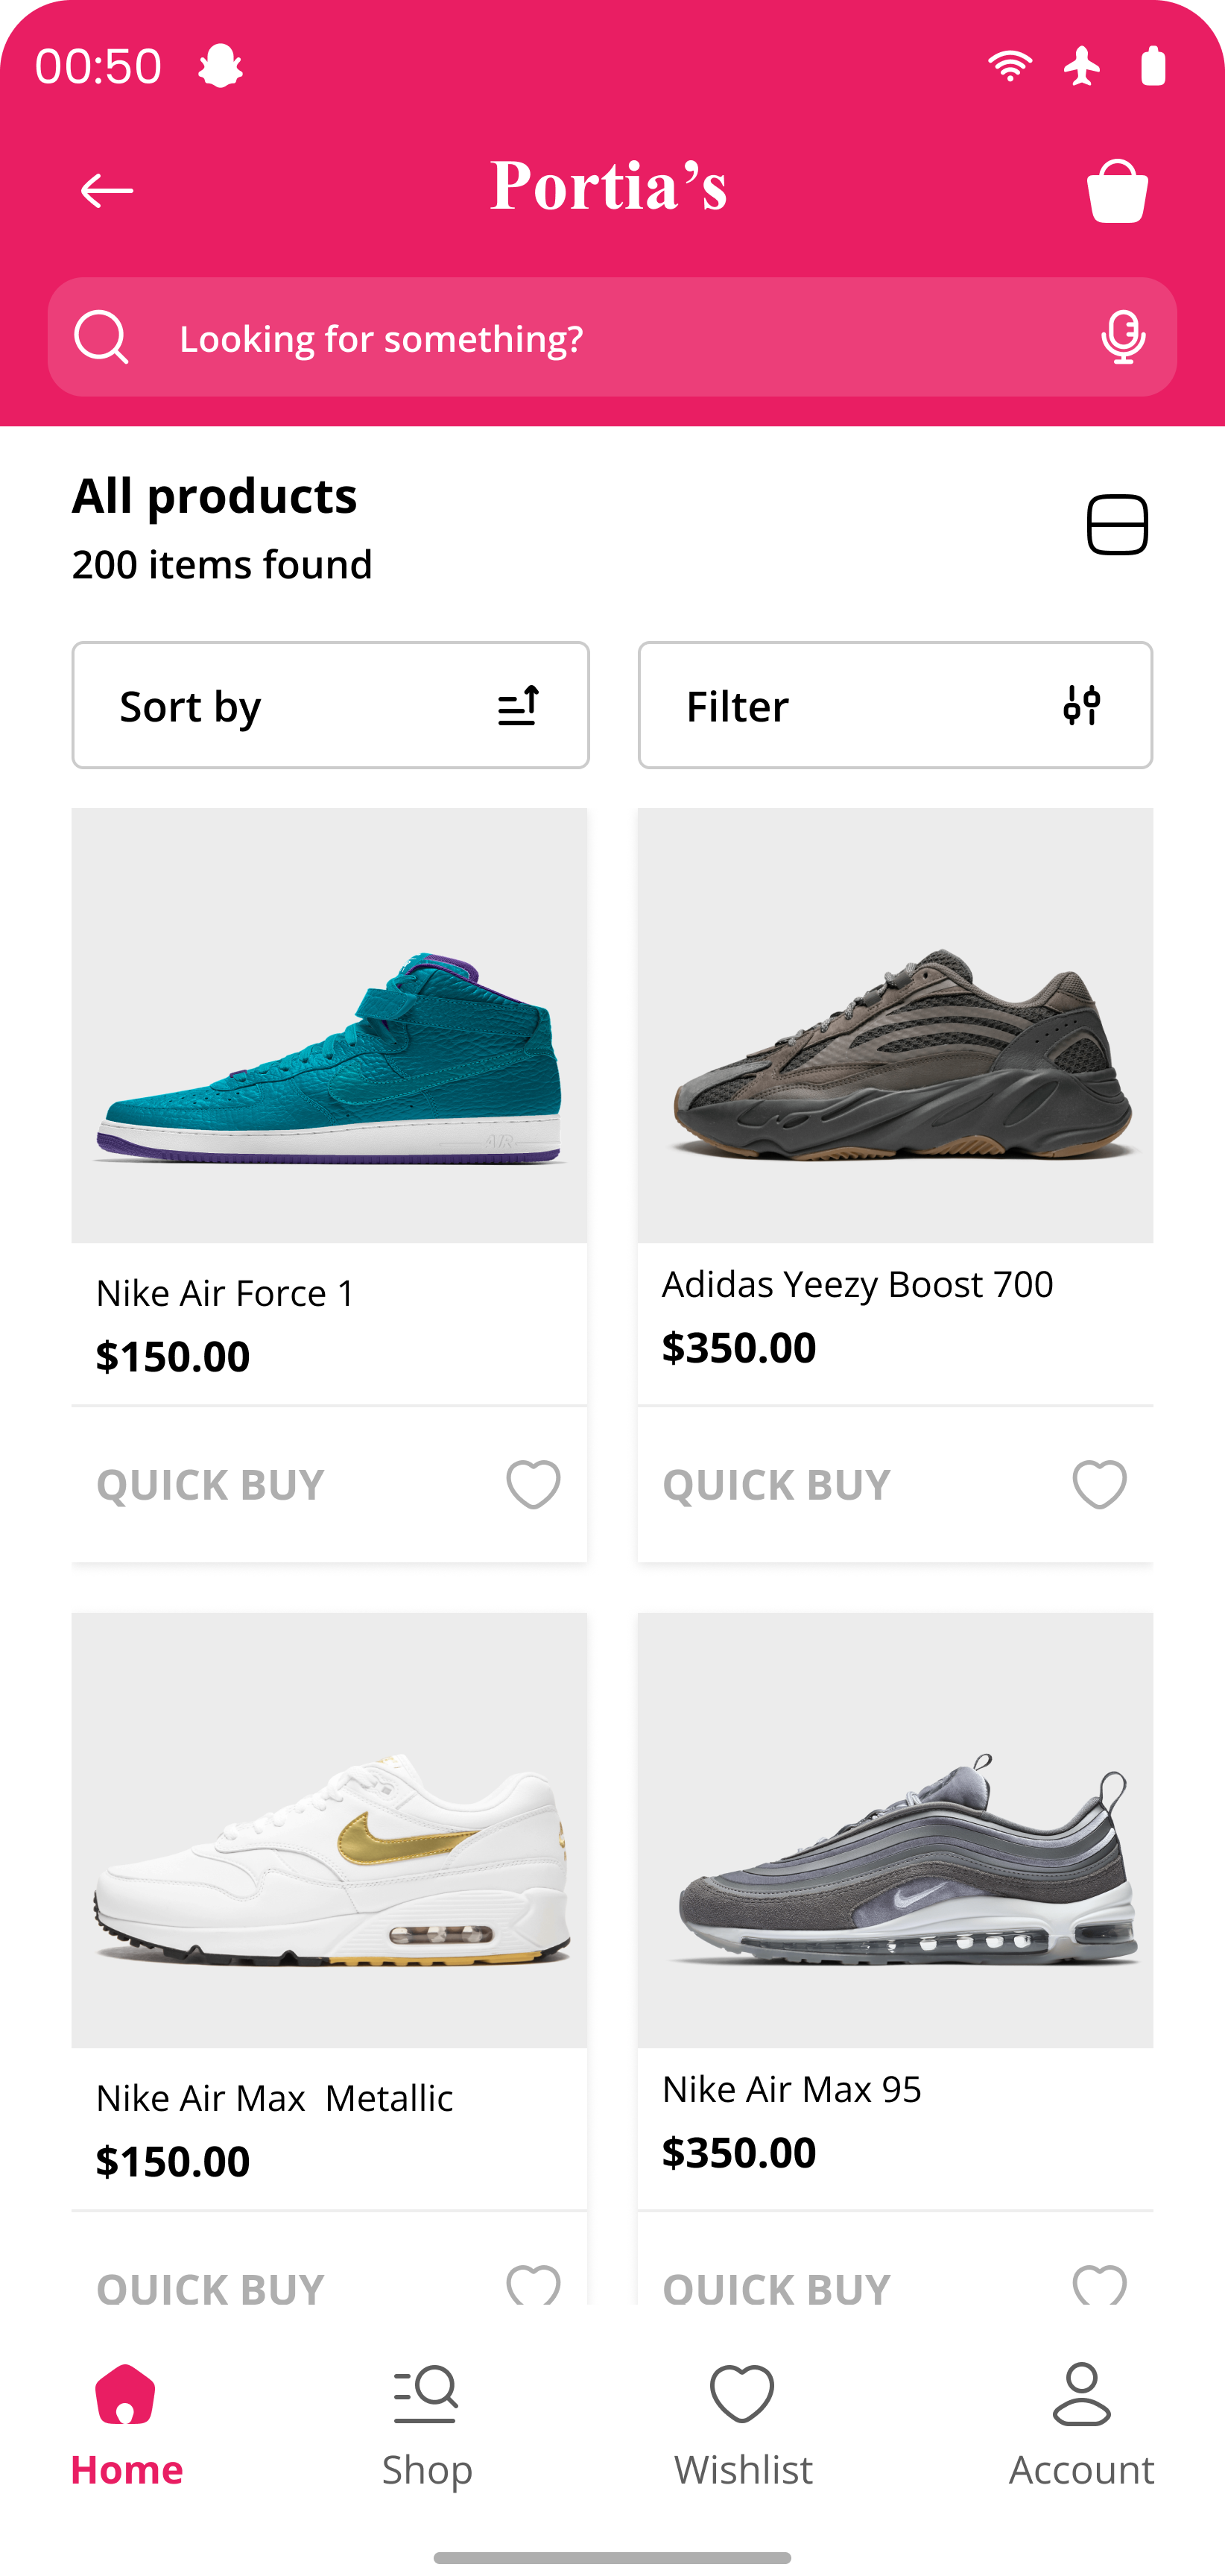 00:50
Portia’s
Looking for something?
All products
200 items found
Sort by
Filter
AIR
Nike Air Force 1
$150.00
Adidas Yeezy Boost 700
$350.00
QUICK BUY
QUICK BUY
Nike Air Max  Metallic
$150.00
Nike Air Max 95
$350.00
QUICK BUY
QUICK BUY
Home
Shop
Wishlist
Account